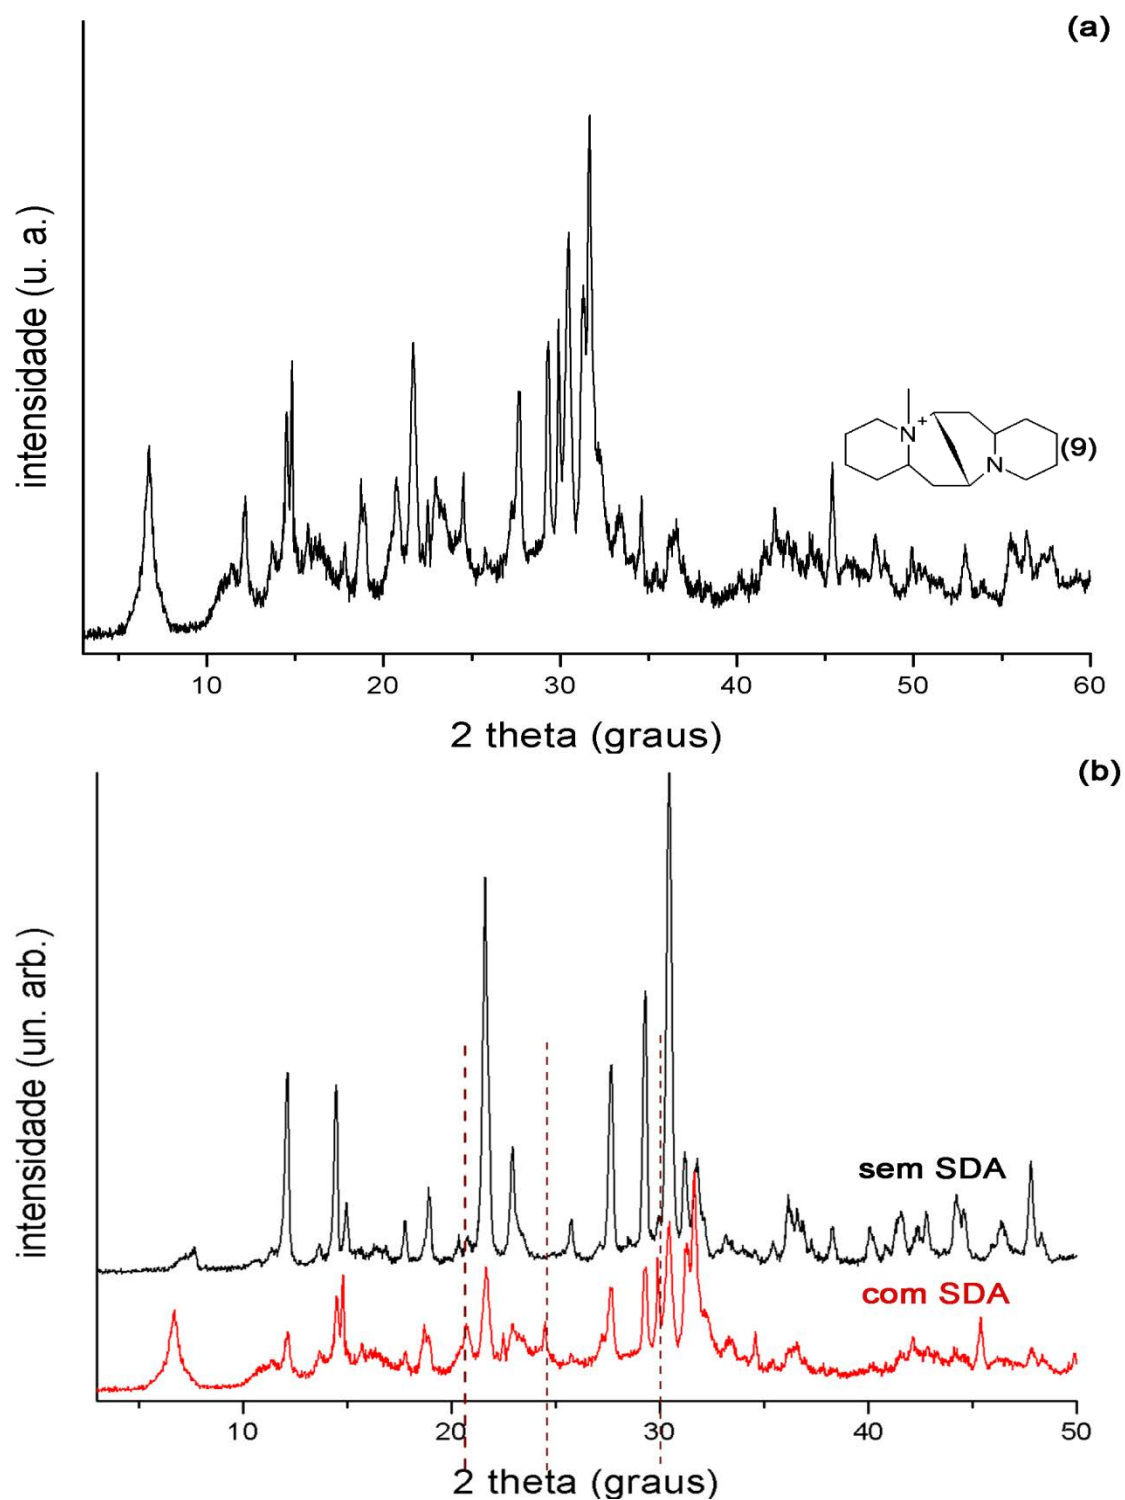 (a)
intensidade (u. a.)
N
+
N
(9)
10 20 30 40 50 60
2 theta (graus)
(b)
intensidade (un. arb.)
sem SDA
com SDA
10 20 30 40 50
2 theta (graus)